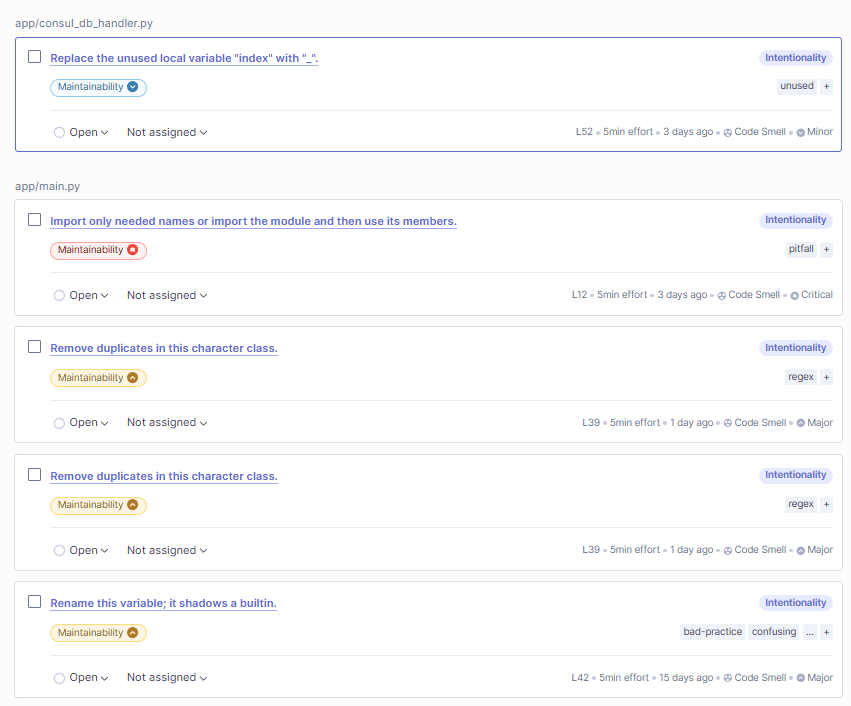 app/consul_db_handler.py
Replace the unused local variable "index" with "_".
Intentionality
Maintainability
unused +
Open Not assigned
L52 • 5min effort • 3 days ago • Code Smell • Minor
app/main.py
Import only needed names or import the module and then use its members.
Intentionality
Maintainability
pitfall +
Open Not assigned
L12 • 5min effort • 3 days ago • Code Smell • Critical
Remove duplicates in this character class.
Intentionality
Maintainability
regex +
Open Not assigned
L39 • 5min effort • 1 day ago • Code Smell • Major
Remove duplicates in this character class.
Intentionality
Maintainability
regex +
Open Not assigned
L39 • 5min effort • 1 day ago • Code Smell • Major
Rename this variable; it shadows a builtin.
Intentionality
Maintainability
bad-practice confusing ... +
Open Not assigned
L42 • 5min effort • 15 days ago • Code Smell • Major